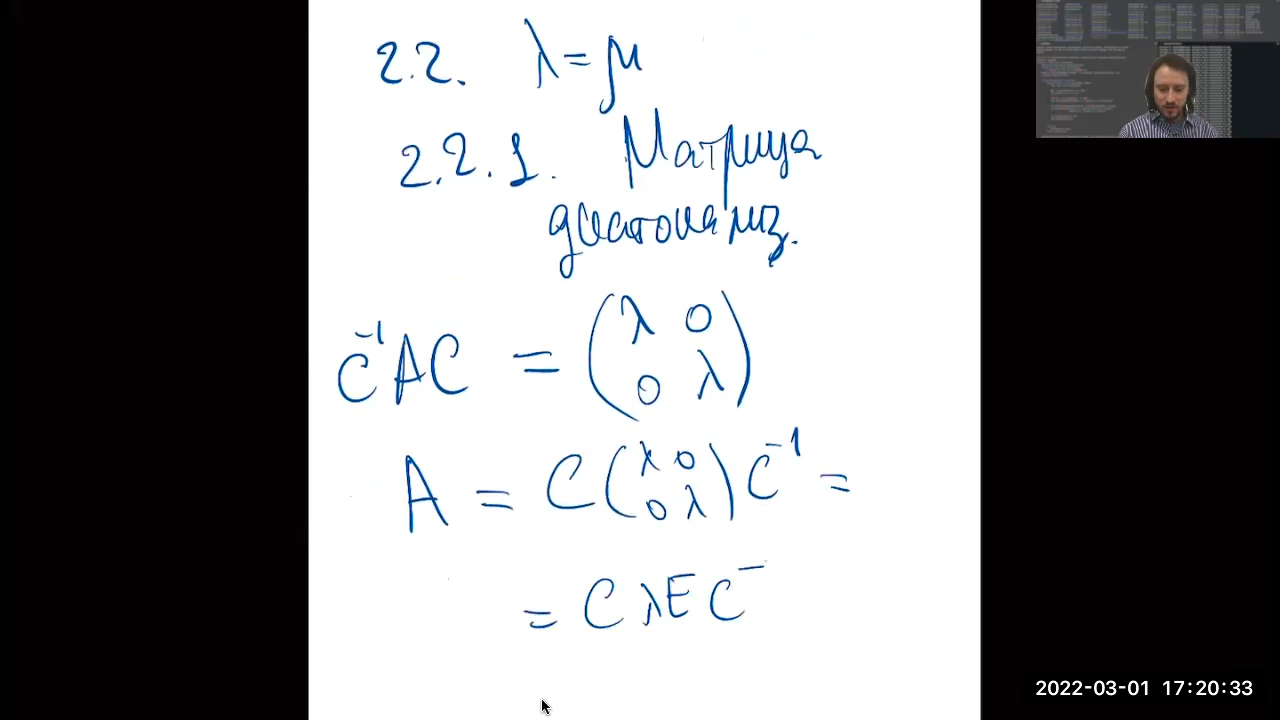 2.2. λ = μ
2.2.1. Матрица
диагонализ.
C⁻¹AC = (λ 0
0 λ)
A = C(λ 0
0 λ)C⁻¹ =
= CλEC⁻
2022-03-01 17:20:33